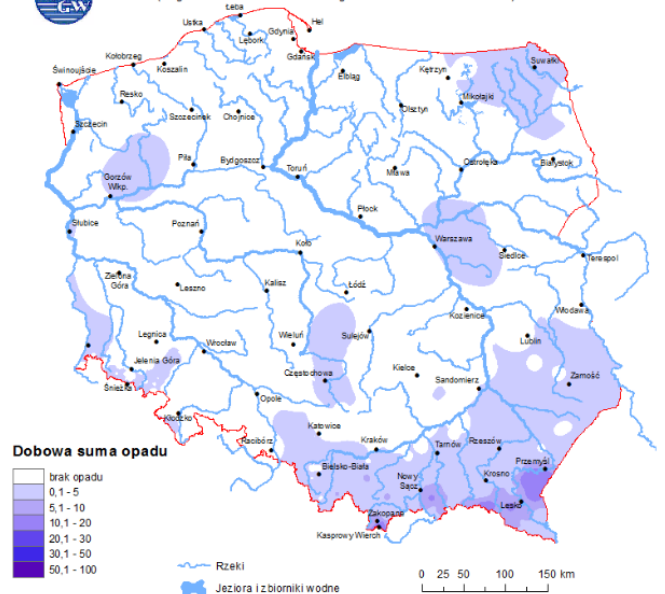 Łeba
Hel
Ustka
Lębork
Gdynia
Gdańsk
Kołobrzeg
Koszalin
Świnoujście
Elbląg
Kętrzyn
Suwałki
Resko
Mikołajki
Szczecinek
Chojnice
Olsztyn
Szczecin
Piła
Bydgoszcz
Toruń
Mława
Ostrołęka
Białystok
Gorzów
Wlkp.
Płock
Słubice
Poznań
Warszawa
Koło
Siedlce
Terespol
Zielona
Góra
Leszno
Kalisz
Łódź
Kozienice
Włodawa
Legnica
Wrocław
Wieluń
Sulejów
Lublin
Jelenia Góra
Śnieżka
Częstochowa
Kielce
Sandomierz
Zamość
Opole
Kłodzko
Katowice
Racibórz
Kraków
Tarnów
Rzeszów
Przemyśl
Bielsko-Biała
Nowy
Sącz
Krosno
Lesko
Zakopane
Kasprowy Wierch
Dobowa suma opadu
brak opadu
0,1 - 5
5,1 - 10
10,1 - 20
20,1 - 30
30,1 - 50
50,1 - 100
Rzeki
Jeziora i zbiorniki wodne
0 25 50 100 150 km